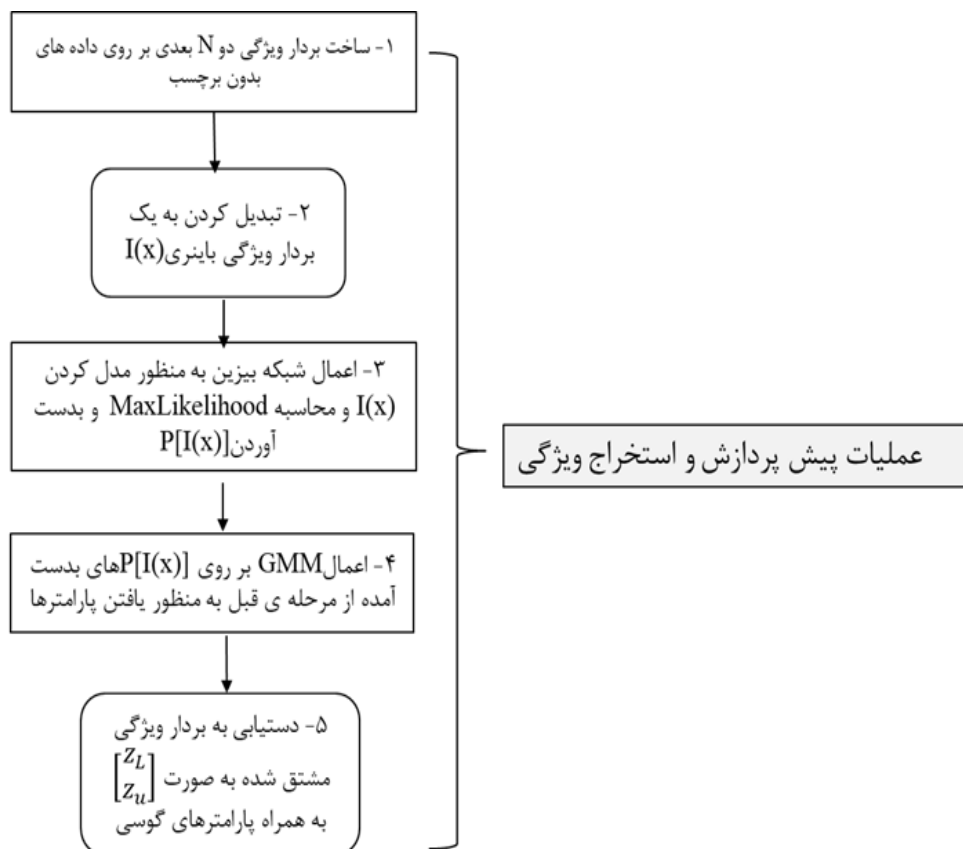 ۱- ساخت بردار ویژگی دو N بعدی بر روی داده های
بدون برچسب
۲- تبدیل کردن به یک
بردار ویژگی باینری I(x)
۳- اعمال شبکه بیزین به منظور مدل کردن
I(x) و محاسبه MaxLikelihood و بدست
آوردن P[I(x)]
۴- اعمال GMM بر روی P[I(x)]های بدست
آمده از مرحله ی قبل به منظور یافتن پارامترها
۵- دستیابی به بردار ویژگی
مشتق شده به صورت [Z_L Z_u]
به همراه پارامترهای گوسی
عملیات پیش پردازش و استخراج ویژگی